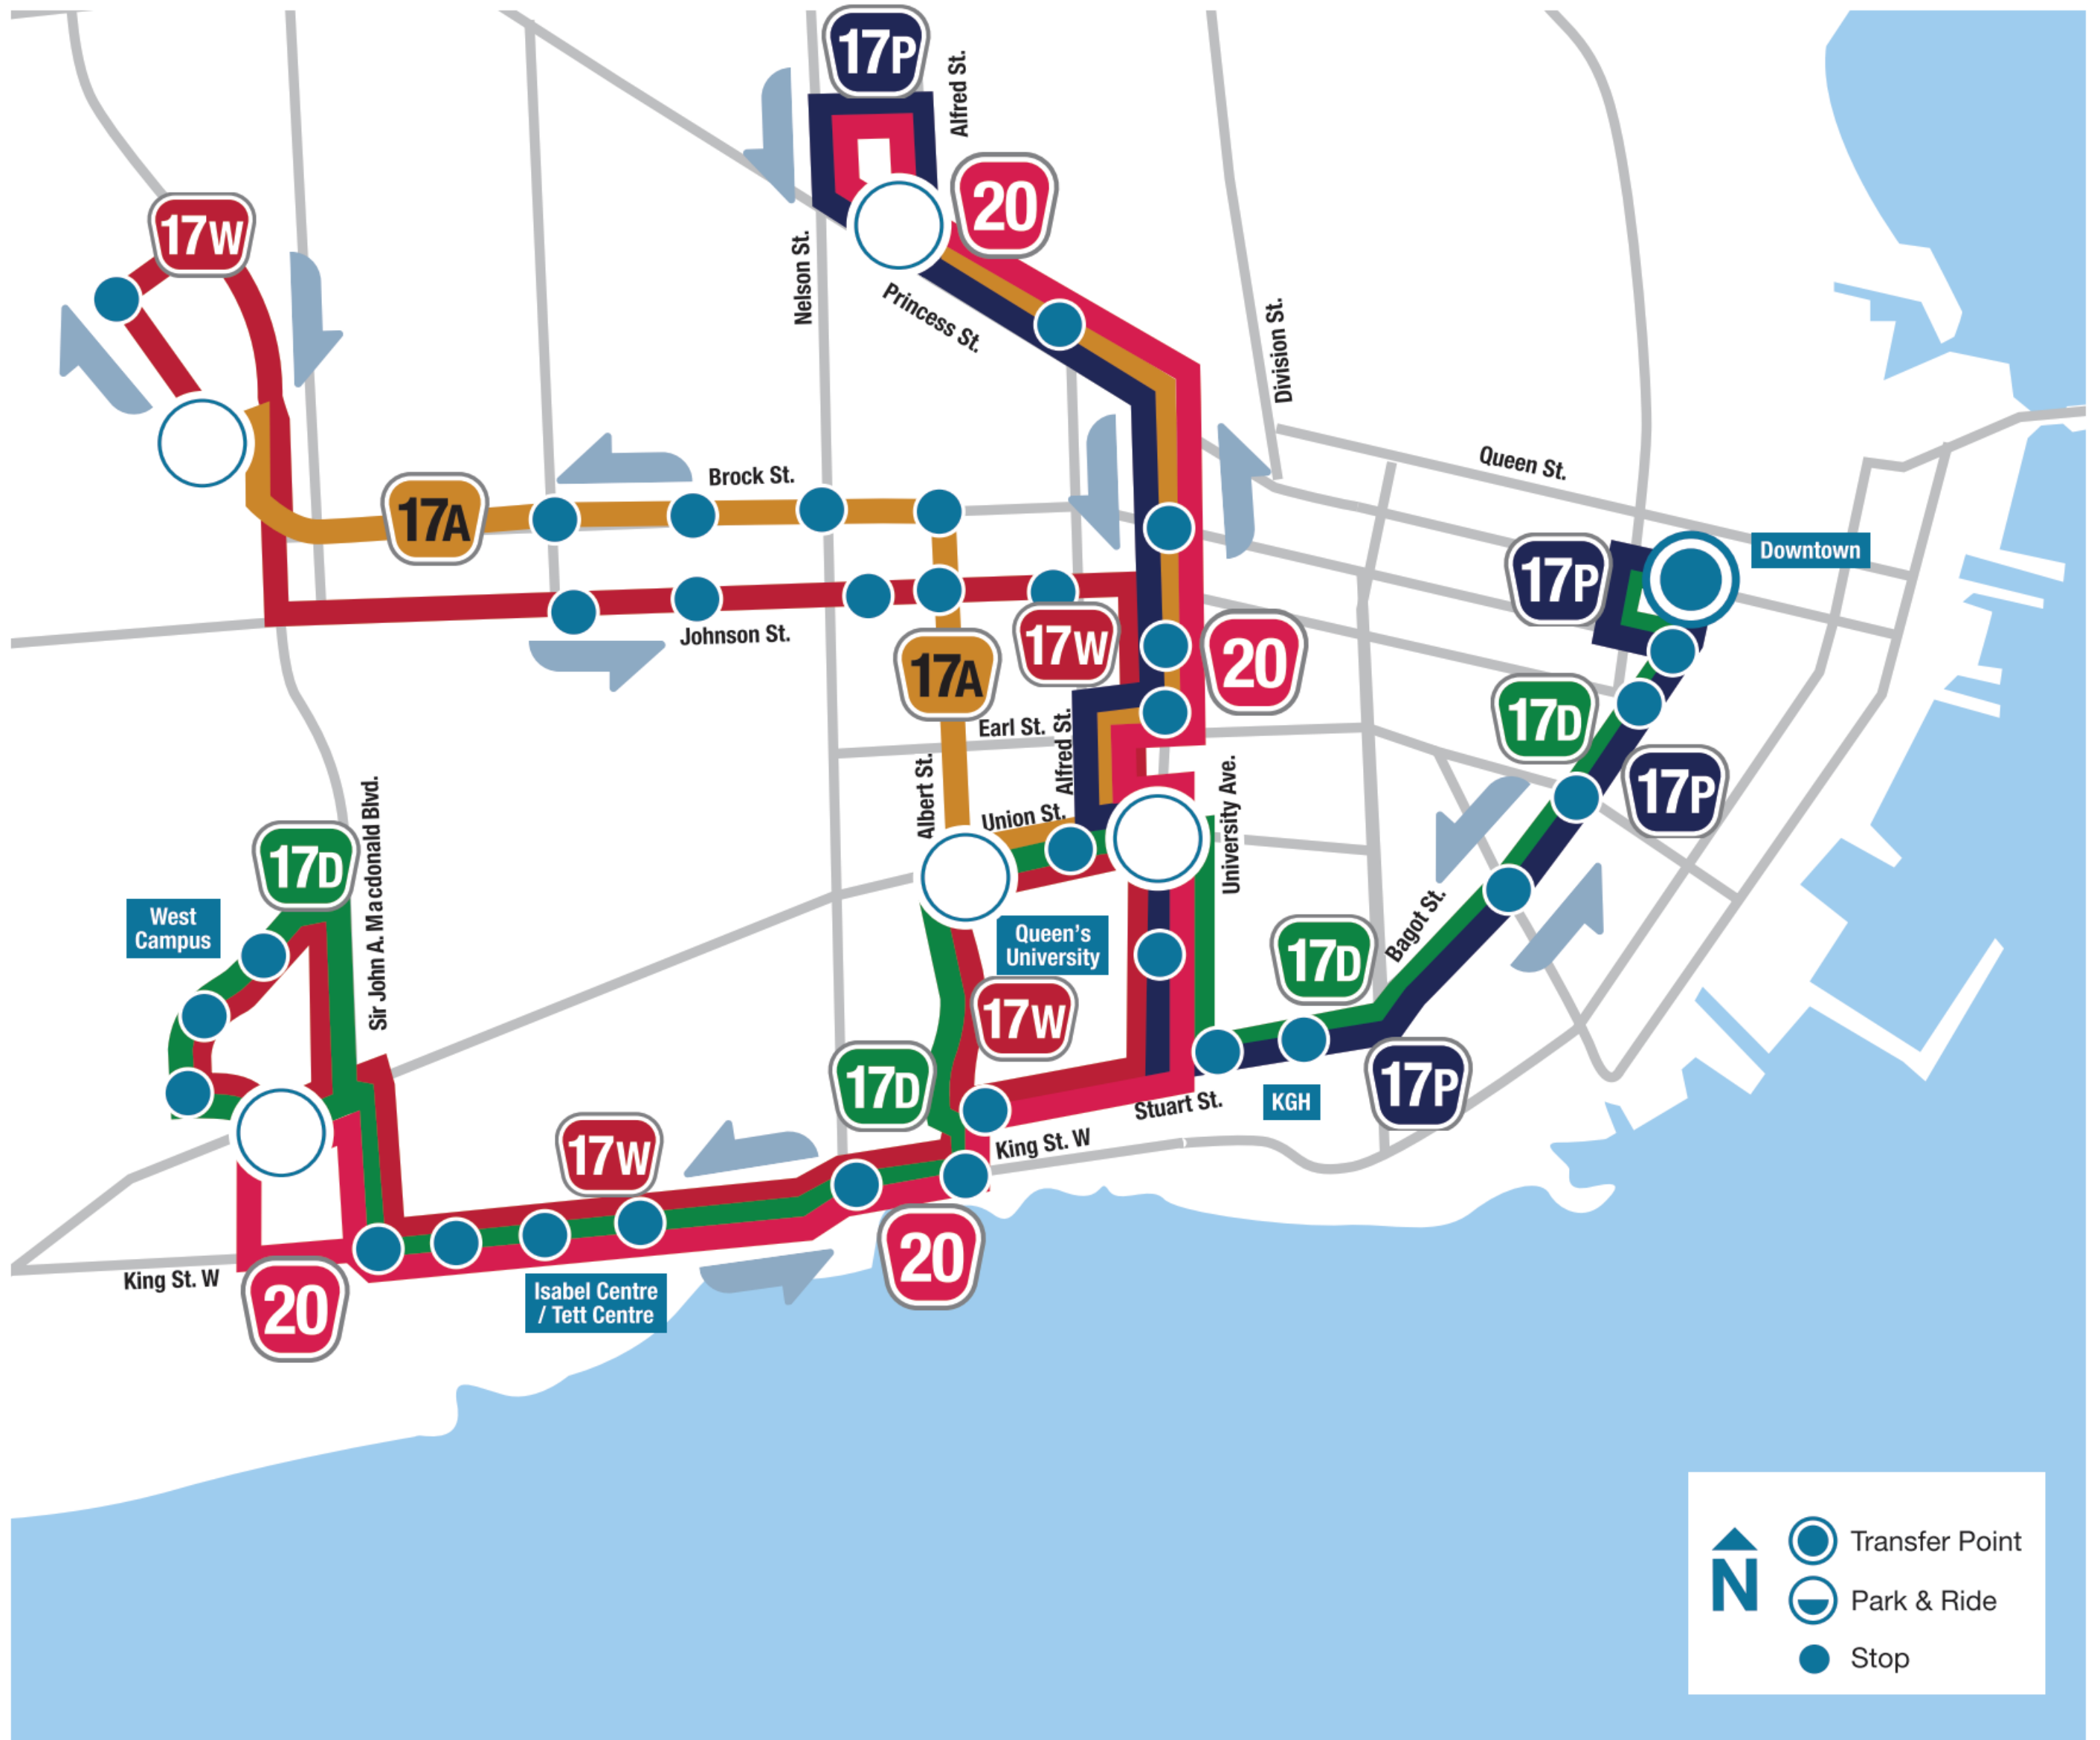 17P
Alfred St.
20
17W
Nelson St.
Princess St.
Division St.
Queen St.
Brock St.
17A
Downtown
17P
Johnson St.
17W
20
17A
Earl St.
Alfred St.
17D
17P
Albert St.
Union St.
University Ave.
Sir John A. Macdonald Blvd.
17D
West
Campus
Queen's
University
17D
Bagot St.
17W
17D
17P
Stuart St.
KGH
King St. W
17W
20
King St. W
20
Isabel Centre
/ Tett Centre
N
Transfer Point
Park & Ride
Stop